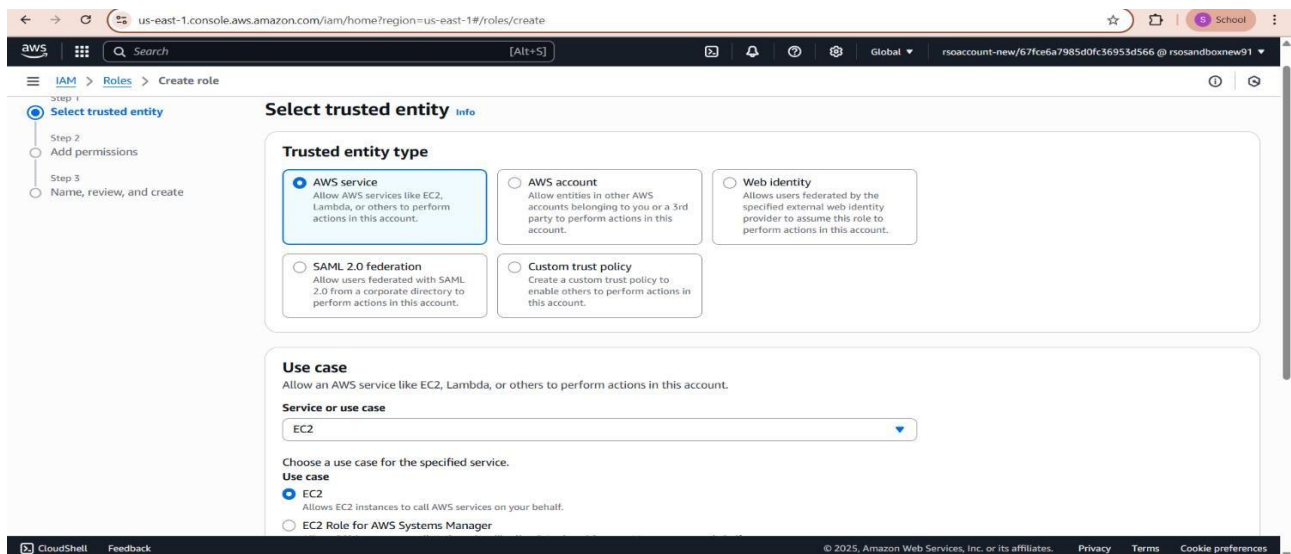 us-east-1.console.aws.amazon.com/iam/home?region=us-east-1#/roles/create
S School
aws
Search [Alt+S]
Global rsoaccount-new/67fce6a7985d0fc36953d566 @ rsosandboxnew91
IAM > Roles > Create role
Step 1
Select trusted entity
Step 2
Add permissions
Step 3
Name, review, and create
Select trusted entity Info
Trusted entity type
AWS service
Allow AWS services like EC2,
Lambda, or others to perform
actions in this account.
AWS account
Allow entities in other AWS
accounts belonging to you or a 3rd
party to perform actions in this
account.
Web identity
Allows users federated by the
specified external web identity
provider to assume this role to
perform actions in this account.
SAML 2.0 federation
Allow users federated with SAML
2.0 from a corporate directory to
perform actions in this account.
Custom trust policy
Create a custom trust policy to
enable others to perform actions in
this account.
Use case
Allow an AWS service like EC2, Lambda, or others to perform actions in this account.
Service or use case
EC2
Choose a use case for the specified service.
Use case
EC2
Allows EC2 instances to call AWS services on your behalf.
EC2 Role for AWS Systems Manager
CloudShell Feedback
© 2025, Amazon Web Services, Inc. or its affiliates. Privacy Terms Cookie preferences